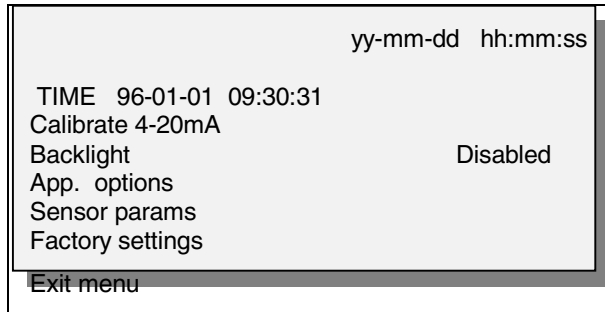 yy-mm-dd hh:mm:ss
TIME 96-01-01 09:30:31
Calibrate 4-20mA
Backlight Disabled
App. options
Sensor params
Factory settings
Exit menu